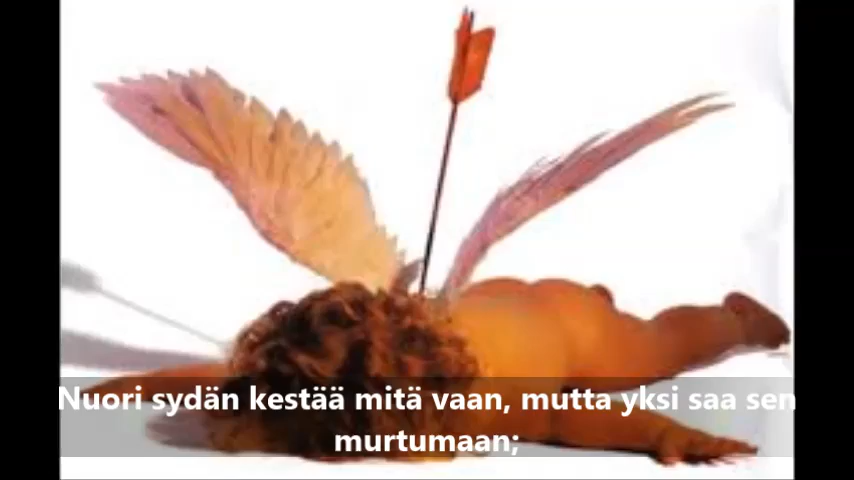 Nuori sydän kestää mitä vaan, mutta yksi saa sen
murtumaan;